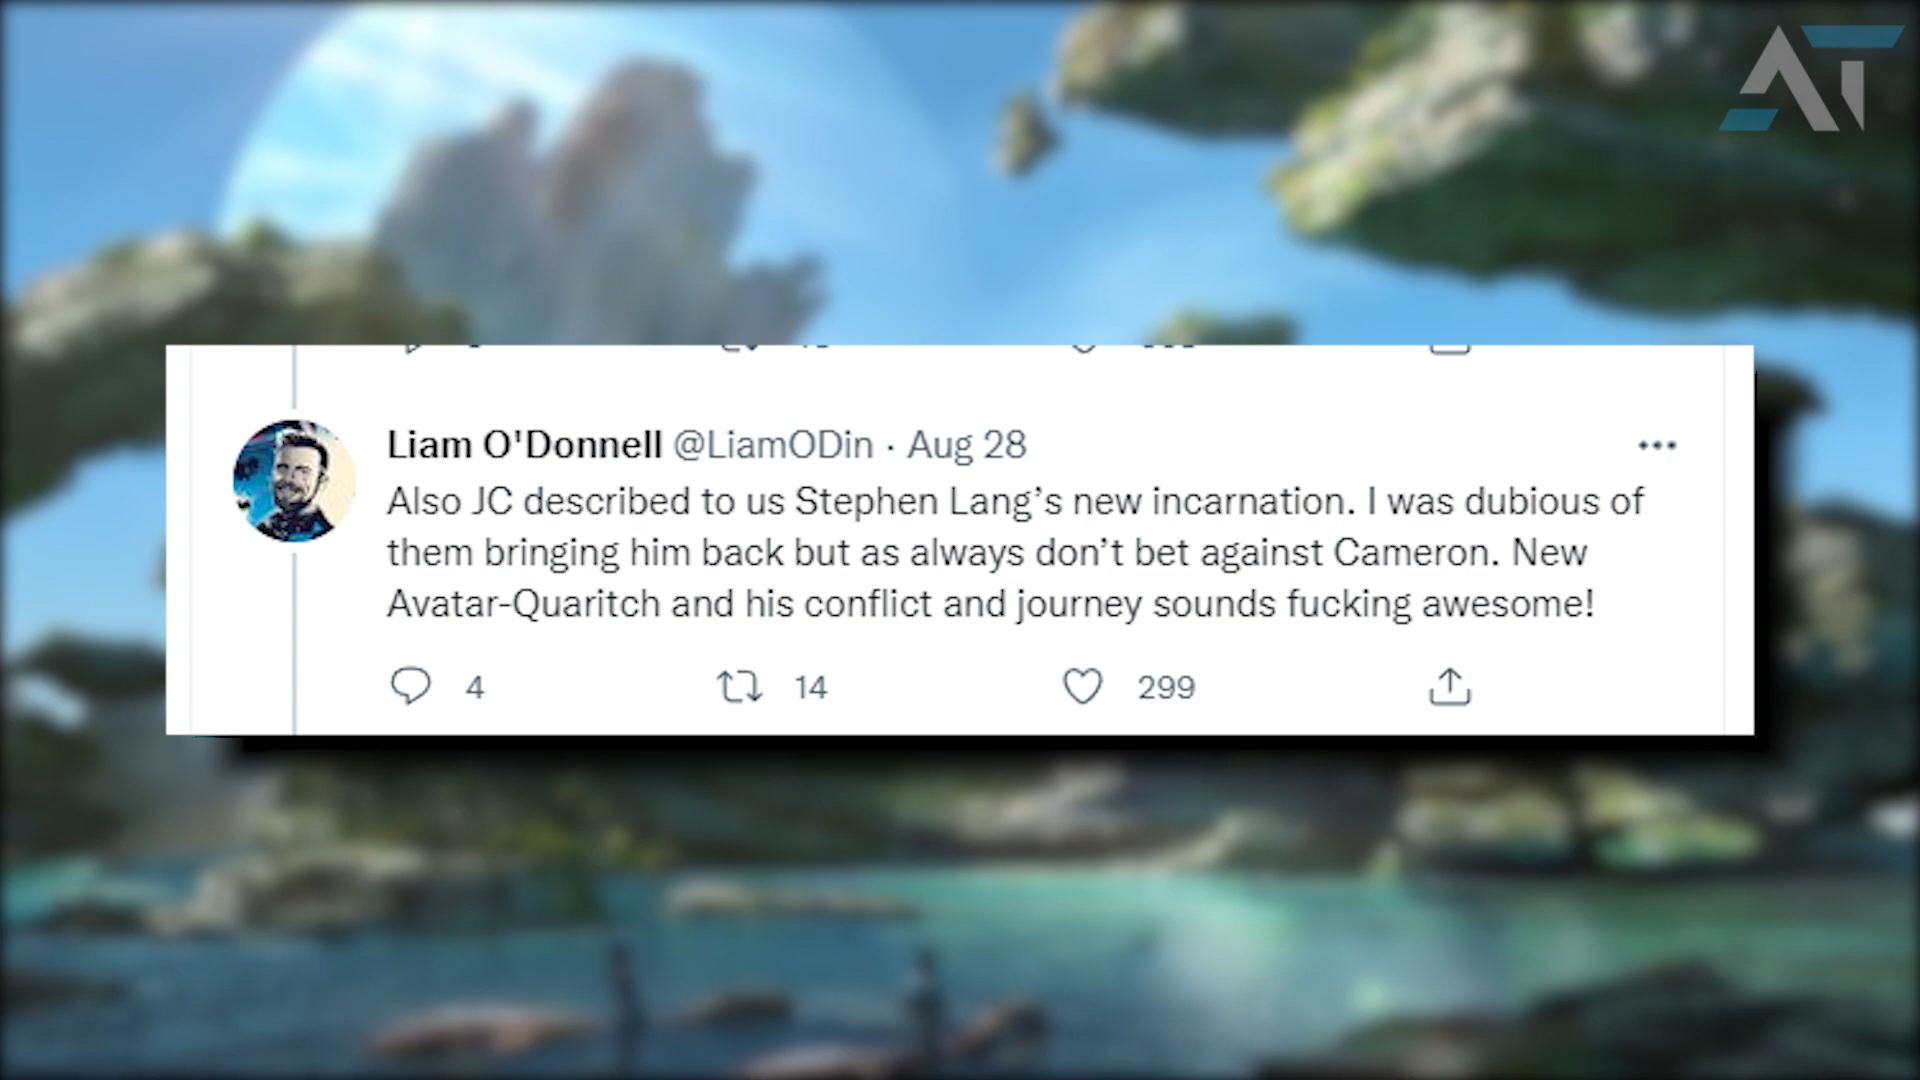 AT
Liam O'Donnell @LiamODin · Aug 28
Also JC described to us Stephen Lang’s new incarnation. I was dubious of
them bringing him back but as always don’t bet against Cameron. New
Avatar-Quaritch and his conflict and journey sounds fucking awesome!
4 14 299